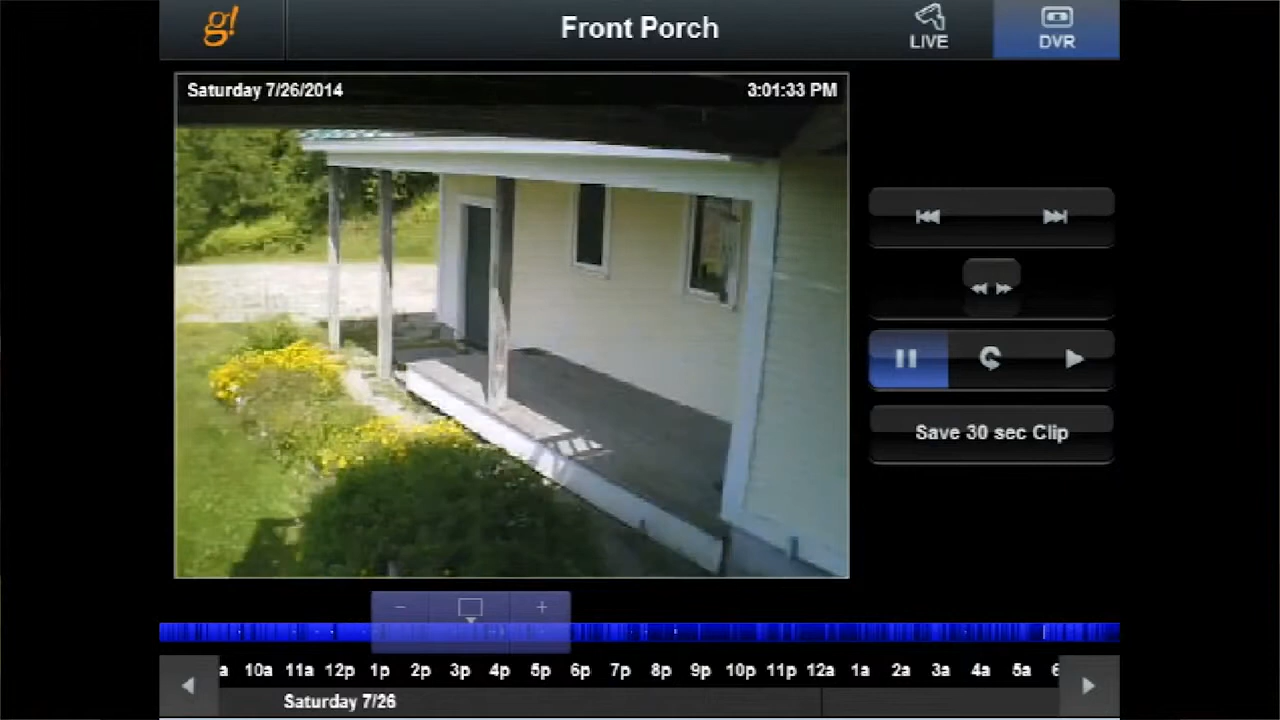 g!
Front Porch
LIVE
DVR
Saturday 7/26/2014
3:01:33 PM
Save 30 sec Clip
a 10a 11a 12p 1p 2p 3p 4p 5p 6p 7p 8p 9p 10p 11p 12a 1a 2a 3a 4a 5a 6
Saturday 7/26